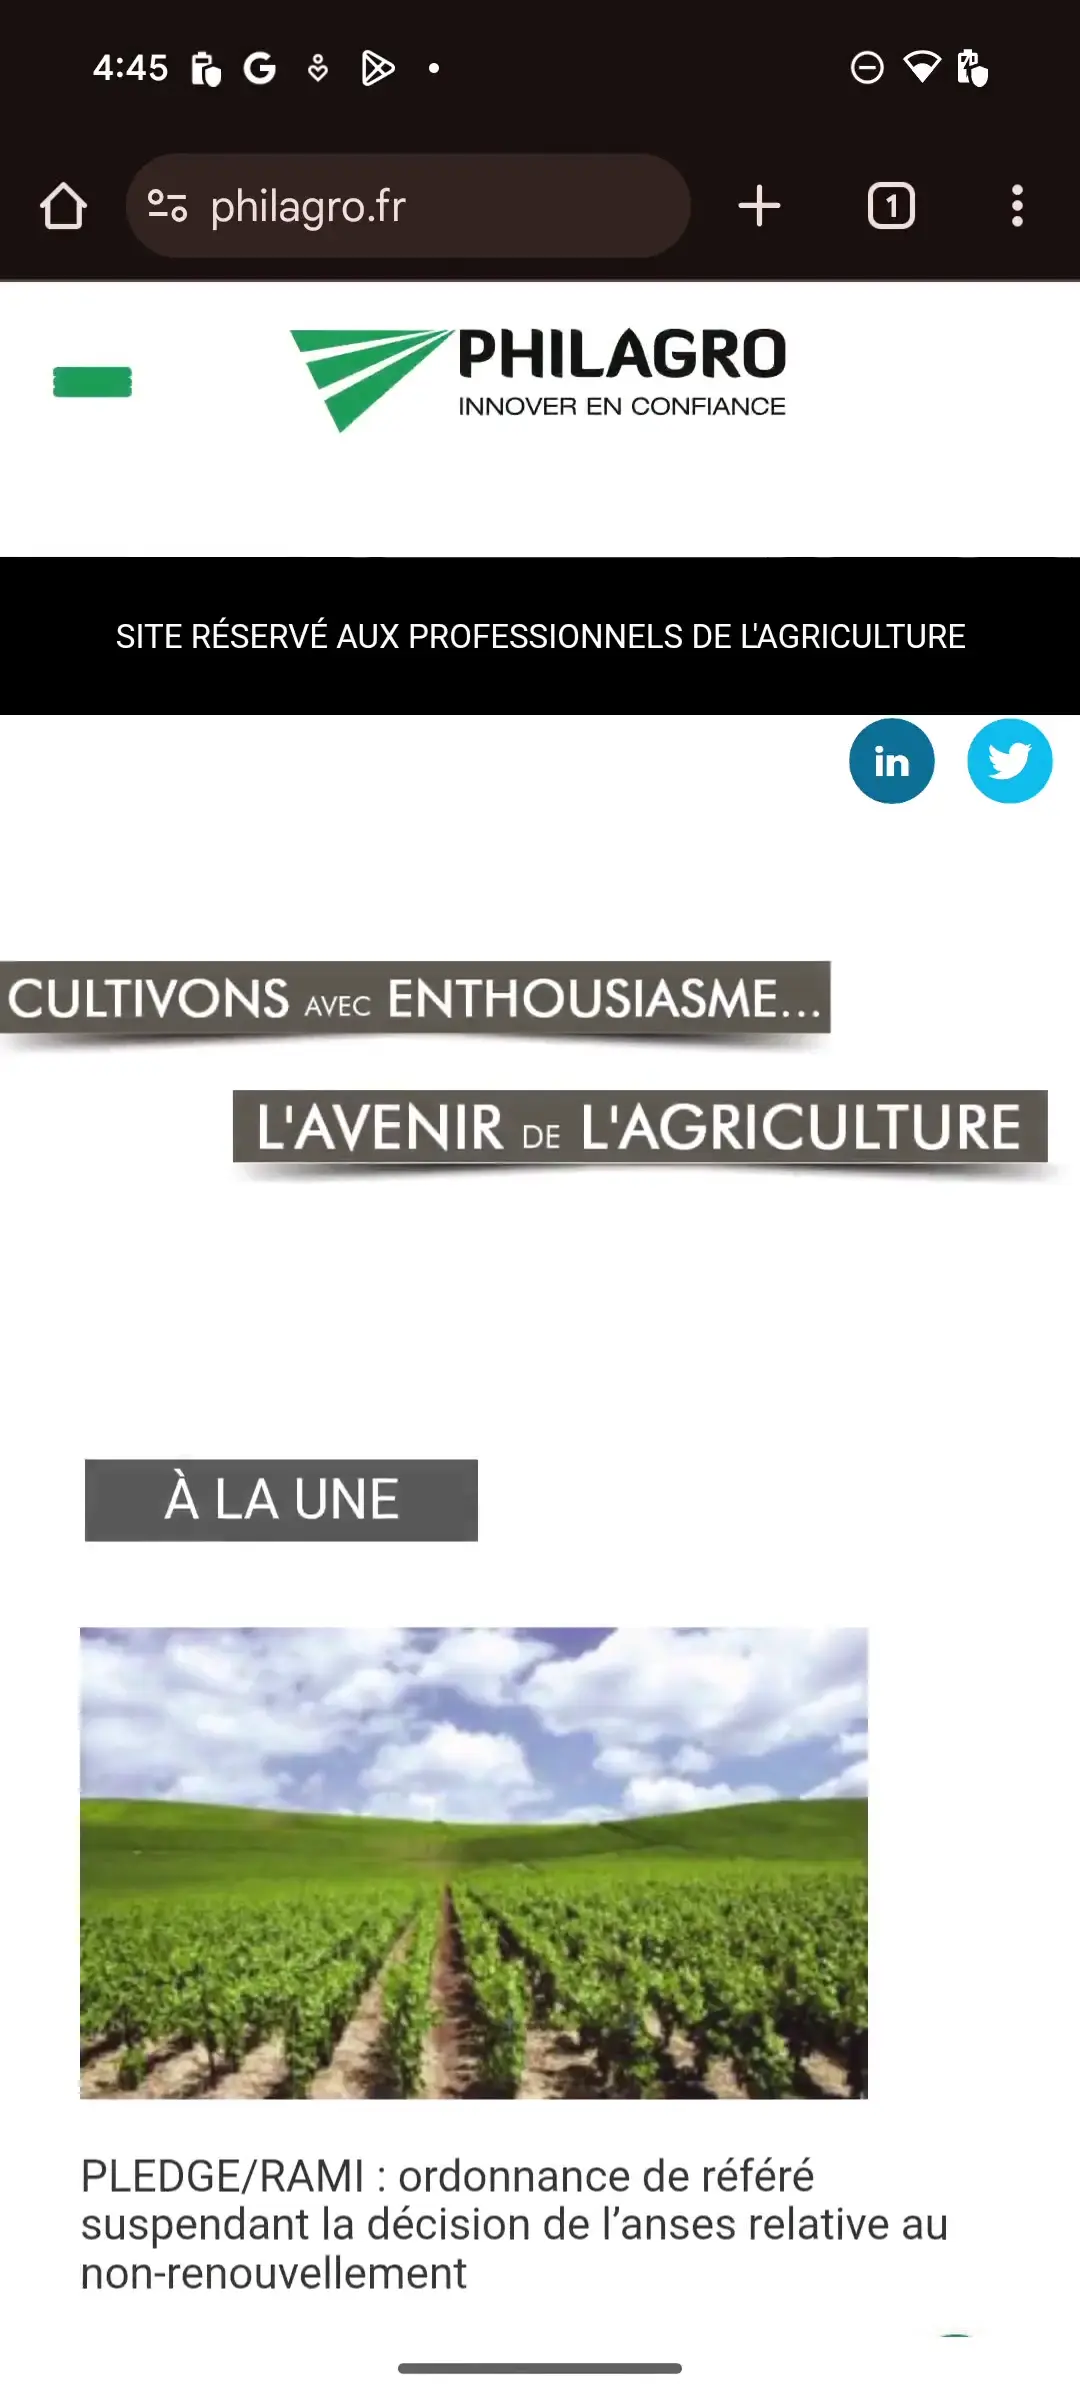 4:45
philagro.fr
1
PHILAGRO
INNOVER EN CONFIANCE
SITE RÉSERVÉ AUX PROFESSIONNELS DE L'AGRICULTURE
in
CULTIVONS AVEC ENTHOUSIASME...
L'AVENIR DE L'AGRICULTURE
À LA UNE
PLEDGE/RAMI : ordonnance de référé
suspendant la décision de l’anses relative au
non-renouvellement